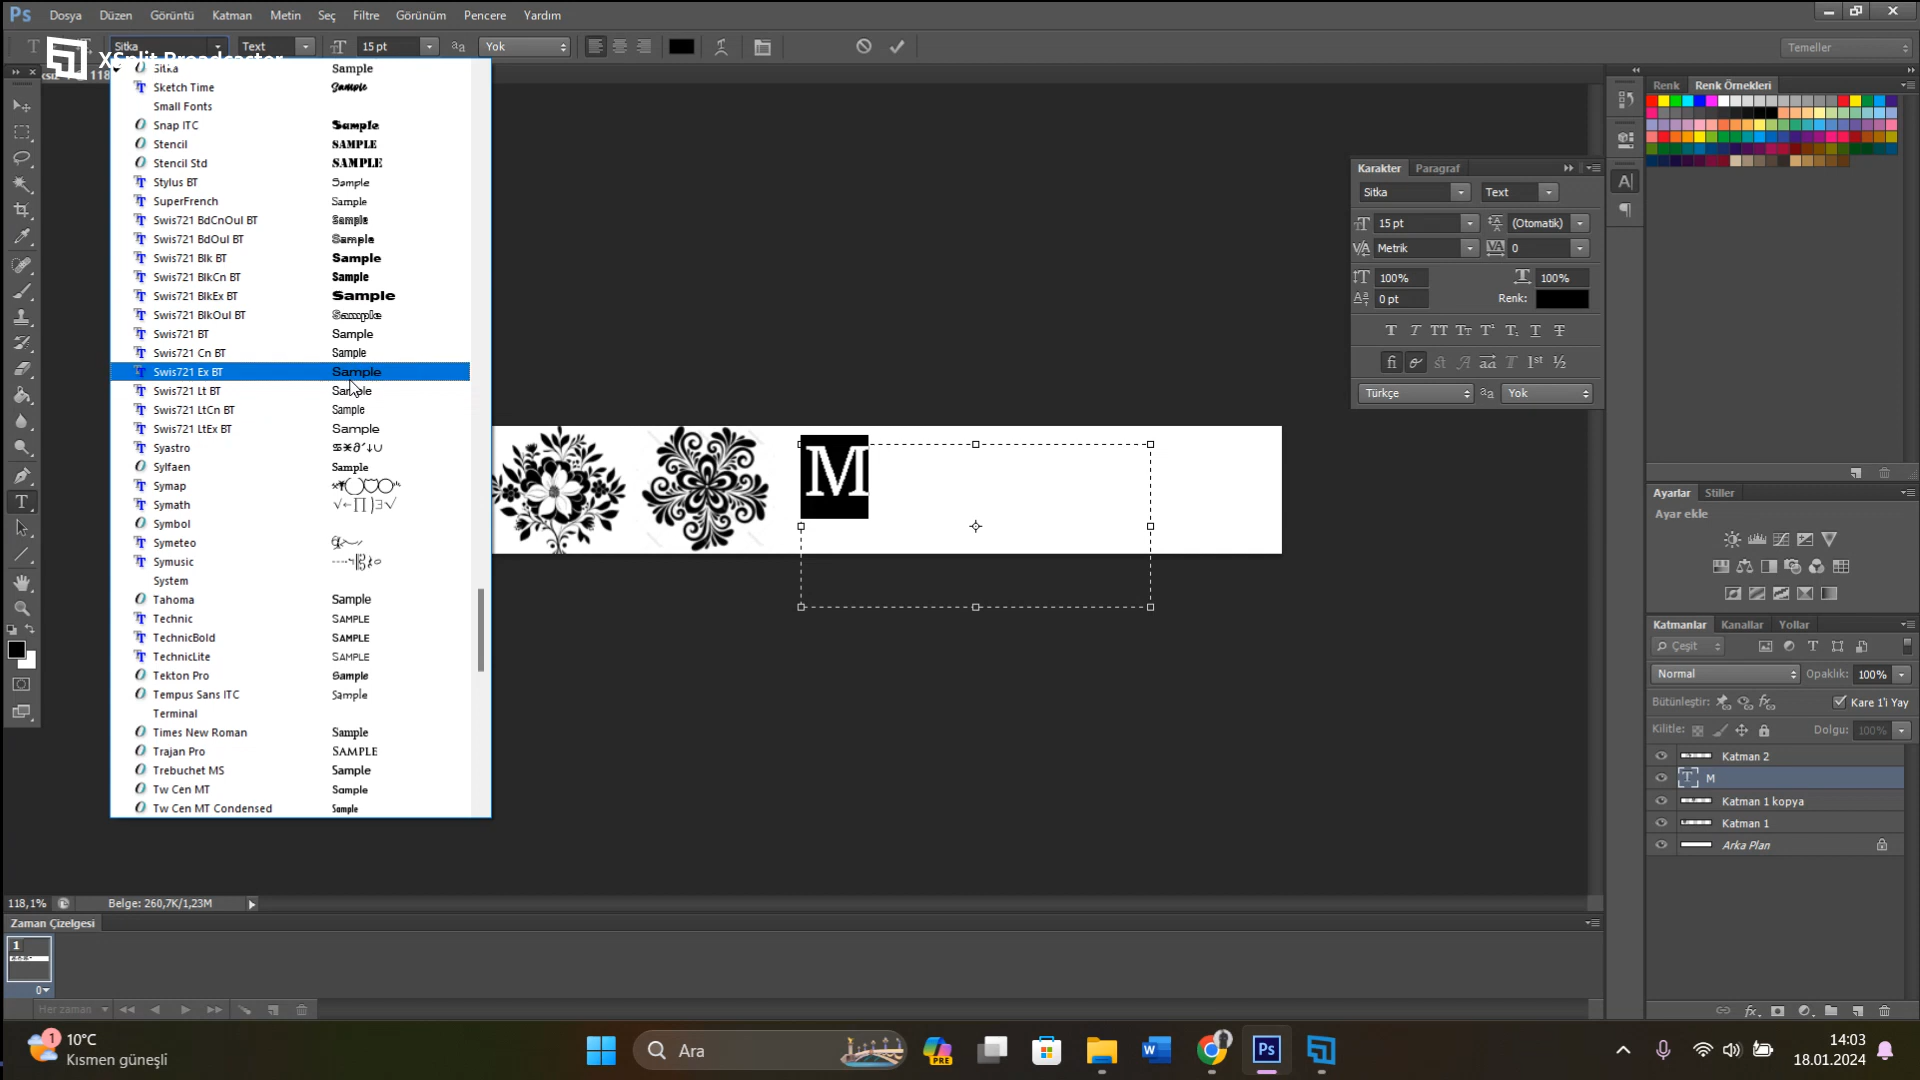 Ps Dosya Düzen Görüntü Katman Metin Seç Filtre Görünüm Pencere Yardım
Sitka Text 15 pt aa Yok Temeller
XSplit Broadcaster
Sitka Sample
Sketch Time Sample
Small Fonts
Snap ITC Sample
Stencil SAMPLE
Stencil Std SAMPLE
Stylus BT Sample
SuperFrench Sample
Swis721 BdCnOul BT Sample
Swis721 BdOul BT Sample
Swis721 Blk BT Sample
Swis721 BlkCn BT Sample
Swis721 BlkEx BT Sample
Swis721 BlkOul BT Sample
Swis721 BT Sample
Swis721 Cn BT Sample
Swis721 Ex BT Sample
Swis721 Lt BT Sample
Swis721 LtCn BT Sample
Swis721 LtEx BT Sample
Syastro
Sylfaen Sample
Symap
Symath
Symbol
Symeteo
Symusic
System
Tahoma Sample
Technic SAMPLE
TechnicBold SAMPLE
TechnicLite SAMPLE
Tekton Pro Sample
Tempus Sans ITC Sample
Terminal
Times New Roman Sample
Trajan Pro SAMPLE
Trebuchet MS Sample
Tw Cen MT Sample
Tw Cen MT Condensed Sample
M
Karakter Paragraf
Sitka Text
15 pt (Otomatik)
Metrik 0
100% 100%
0 pt Renk:
Türkçe aa Yok
Renk Renk Örnekleri
Ayarlar Stiller
Ayar ekle
Katmanlar Kanallar Yollar
Çeşit
Normal Opaklık: 100%
Bütünleştir: Kare 1'i Yay
Kilitle: Dolgu: 100%
Katman 2
M
Katman 1 kopya
Katman 1
Arka Plan
118,1% Belge: 260,7K/1,23M
Zaman Çizelgesi
1
0
Her zaman
1 10°C
Kısmen güneşli
Ara
PRE
W
Ps
14:03
18.01.2024